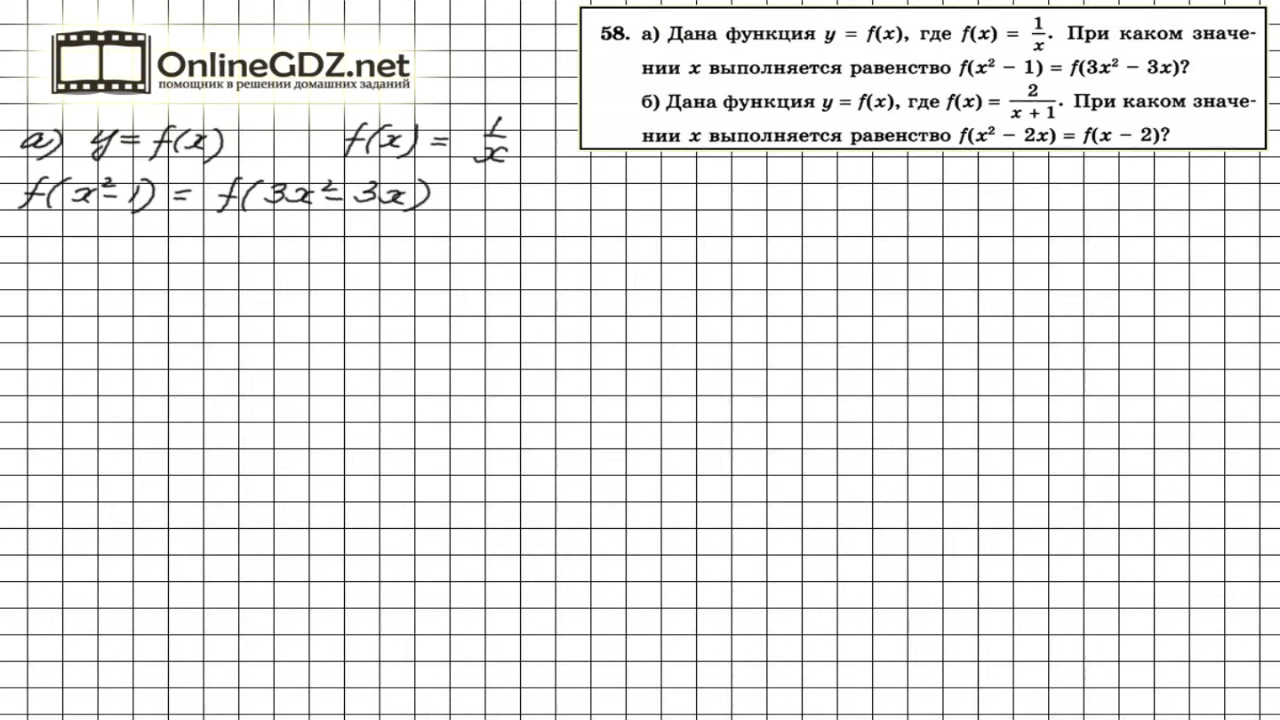 OnlineGDZ.net
помощник в решении домашних заданий
58. а) Дана функция y = f(x), где f(x) = 1/x. При каком значе-
нии x выполняется равенство f(x² − 1) = f(3x² − 3x)?
б) Дана функция y = f(x), где f(x) = 2/(x + 1). При каком значе-
нии x выполняется равенство f(x² − 2x) = f(x − 2)?
а) y = f(x) f(x) = 1/x
f(x² − 1) = f(3x² − 3x)